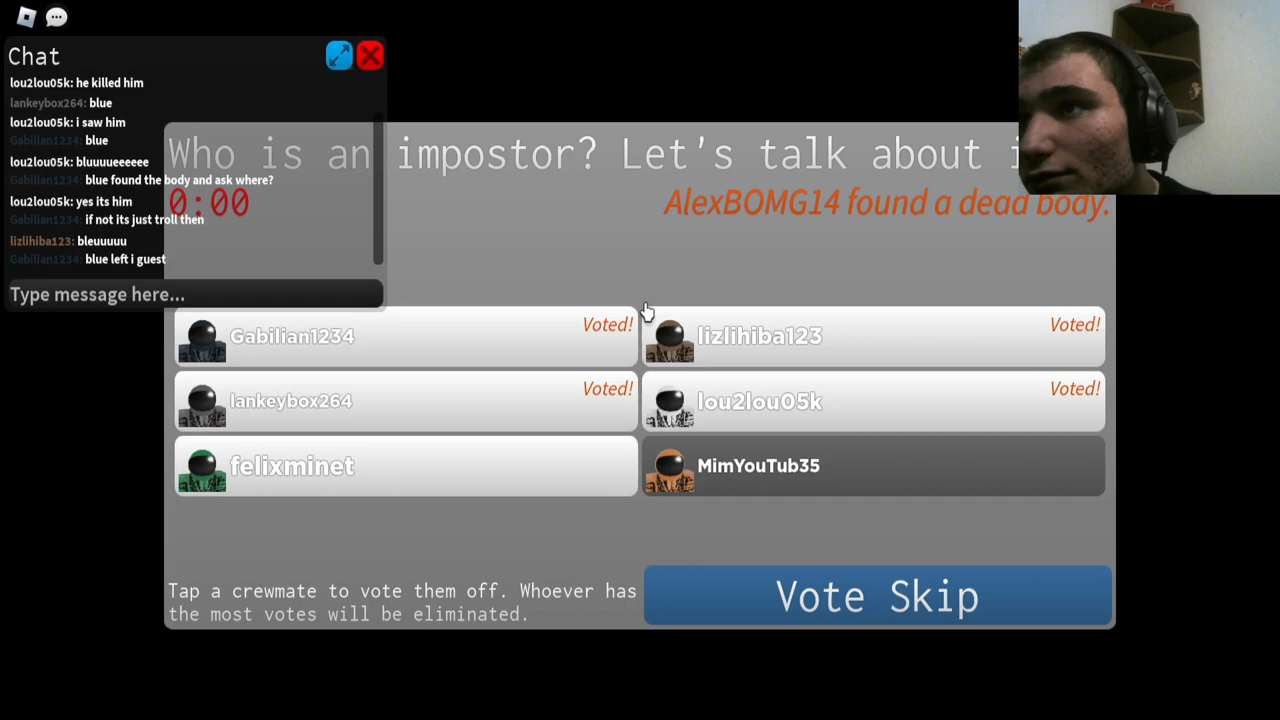 Chat
lou2lou05k: he killed him
lankeybox264: blue
lou2lou05k: i saw him
Gabilian1234: blue
lou2lou05k: bluuuueeeeee
Gabilian1234: blue found the body and ask where?
lou2lou05k: yes its him
Gabilian1234: if not its just troll then
lizlihiba123: bleuuuuu
Gabilian1234: blue left i guest
Type message here...
Who is an impostor? Let's talk about
0:00
AlexBOMG14 found a dead body.
Gabilian1234 Voted!
lizlihiba123 Voted!
lankeybox264 Voted!
lou2lou05k Voted!
felixminet
MimYouTub35
Tap a crewmate to vote them off. Whoever has
the most votes will be eliminated.
Vote Skip